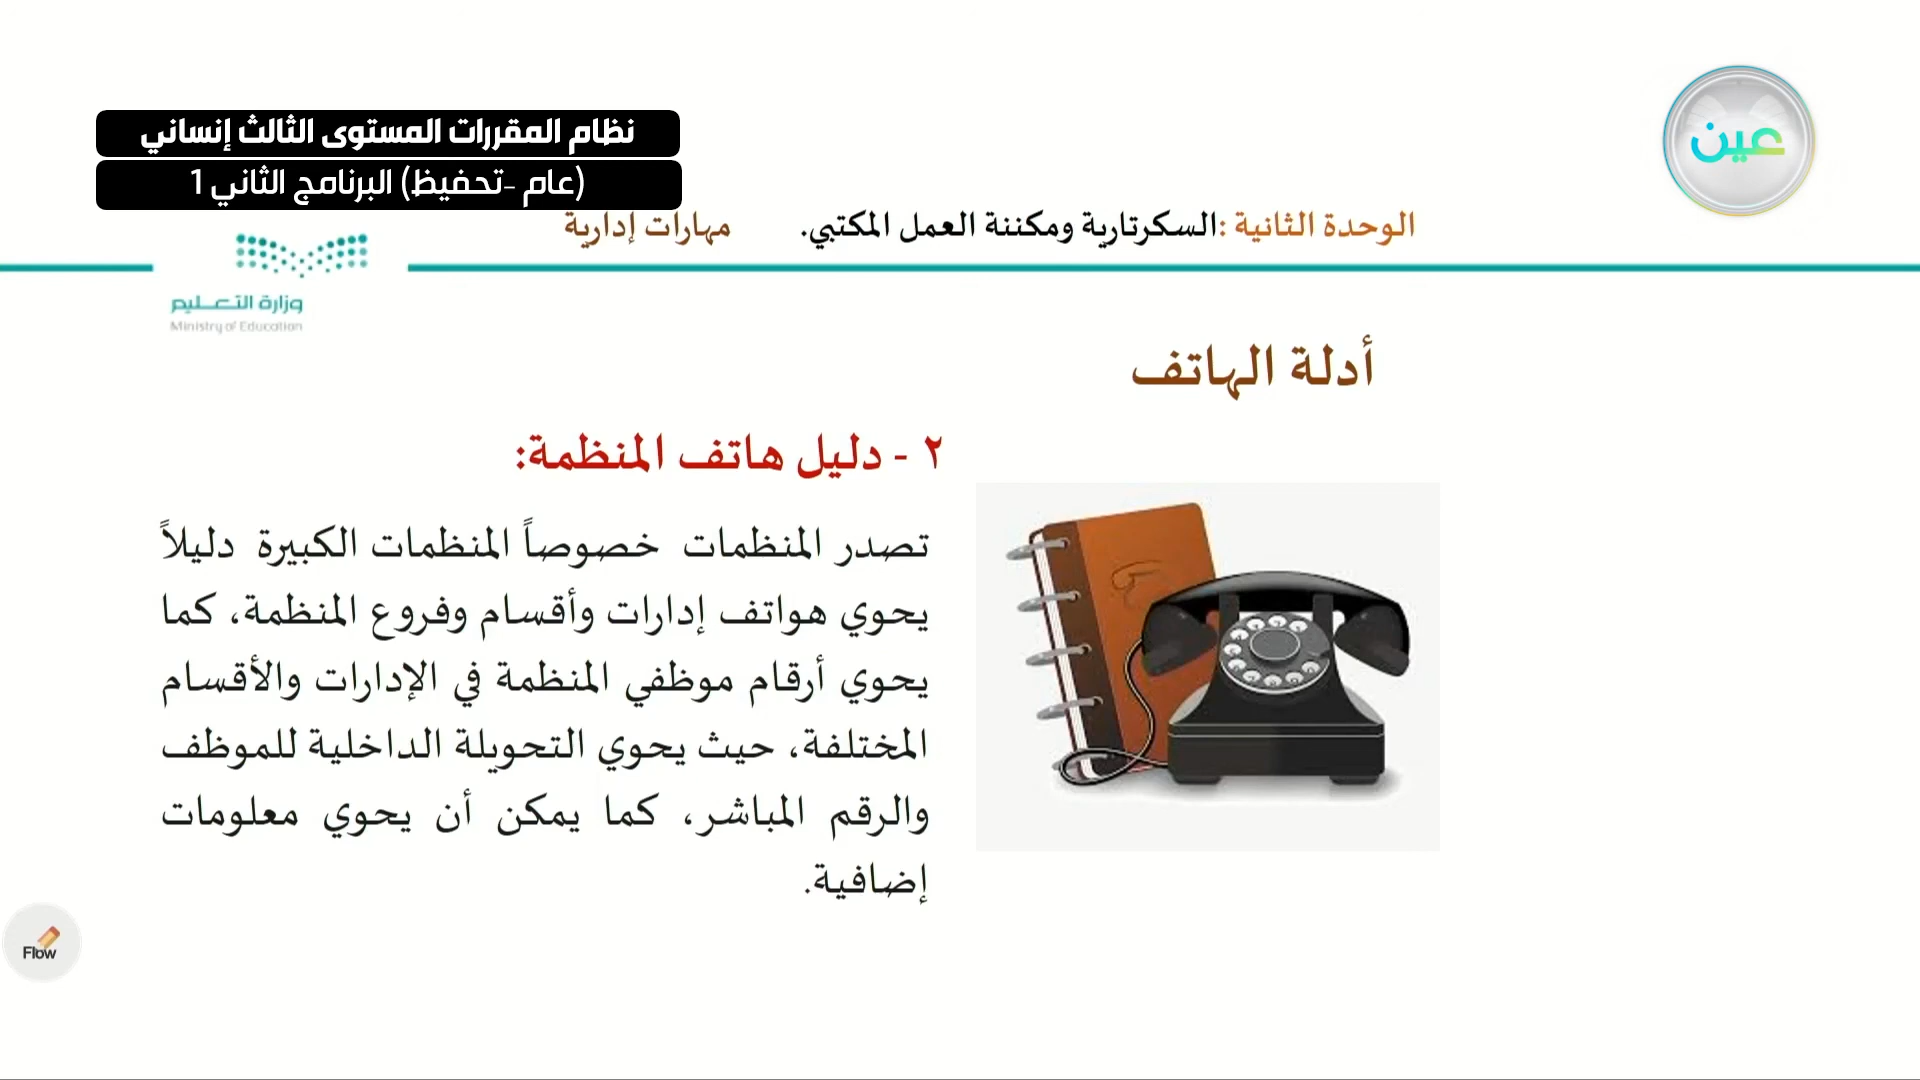 نظام المقررات المستوى الثالث إنساني
(عام -تحفيظ) البرنامج الثاني 1
عين
الوحدة الثانية :السكرتارية ومكننة العمل المكتبي. مهارات إدارية
وزارة التعـــليم
Ministry of Education
أدلة الهاتف
٢ - دليل هاتف المنظمة:
تصدر المنظمات خصوصاً المنظمات الكبيرة دليلاً
يحوي هواتف إدارات وأقسام وفروع المنظمة، كما
يحوي أرقام موظفي المنظمة في الإدارات والأقسام
المختلفة، حيث يحوي التحويلة الداخلية للموظف
والرقم المباشر، كما يمكن أن يحوي معلومات
إضافية.
Flow